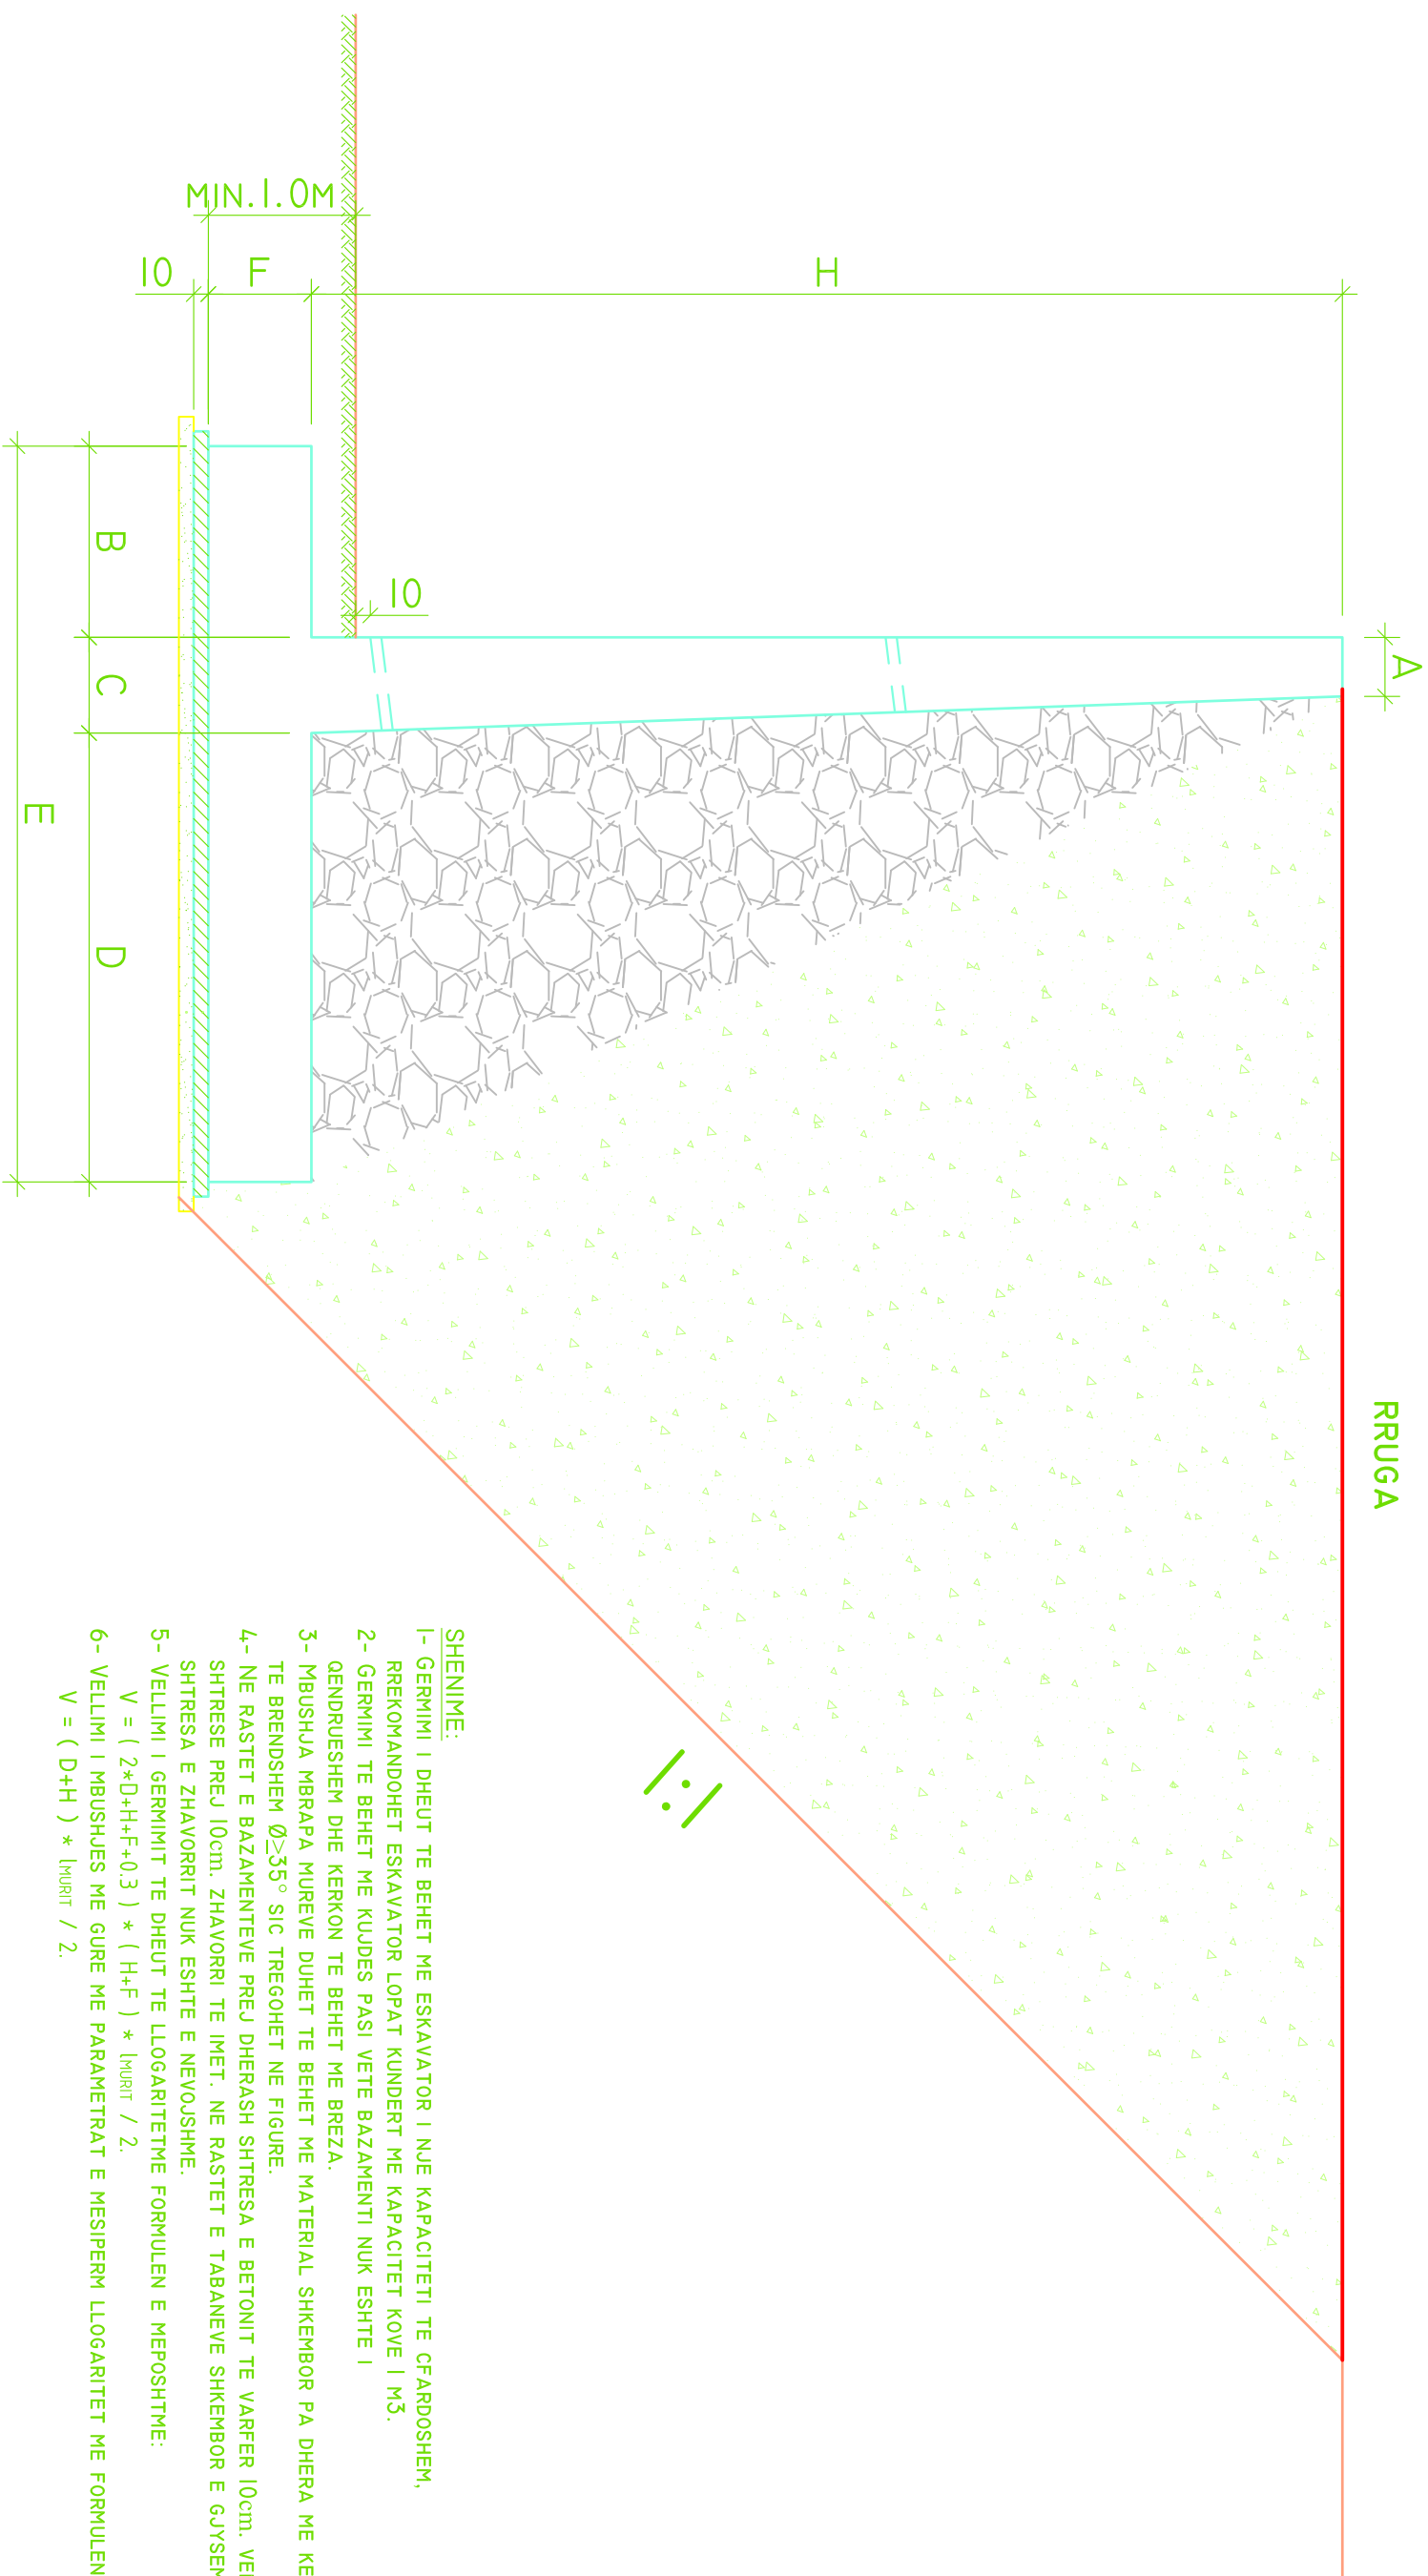 A
RRUGA
H
10
MIN.1.0M
F
10
B
C
D
E
1:1
SHENIME:
1- GERMIMI I DHEUT TE BEHET ME ESKAVATOR I NJE KAPACITETI TE CFARDOSHEM,
RREKOMANDOHET ESKAVATOR LOPAT KUNDERT ME KAPACITET KOVE 1 M3.
2- GERMIMI TE BEHET ME KUJDES PASI VETE BAZAMENTI NUK ESHTE I
QENDRUESHEM DHE KERKON TE BEHET ME BREZA.
3- MBUSHJA MBRAPA MUREVE DUHET TE BEHET ME MATERIAL SHKEMBOR PA DHERA ME KE
TE BRENDSHEM Ø≥35° SIC TREGOHET NE FIGURE.
4- NE RASTET E BAZAMENTEVE PREJ DHERASH SHTRESA E BETONIT TE VARFER 10cm. VE
SHTRESE PREJ 10cm. ZHAVORRI TE IMET. NE RASTET E TABANEVE SHKEMBOR E GJYSEM
SHTRESA E ZHAVORRIT NUK ESHTE E NEVOJSHME.
5- VELLIMI I GERMIMIT TE DHEUT TE LLOGARITETME FORMULEN E MEPOSHTME:
V = ( 2*D+H+F+0.3 ) * ( H+F ) * lMURIT / 2.
6- VELLIMI I MBUSHJES ME GURE ME PARAMETRAT E MESIPERM LLOGARITET ME FORMULEN
V = ( D+H ) * lMURIT / 2.